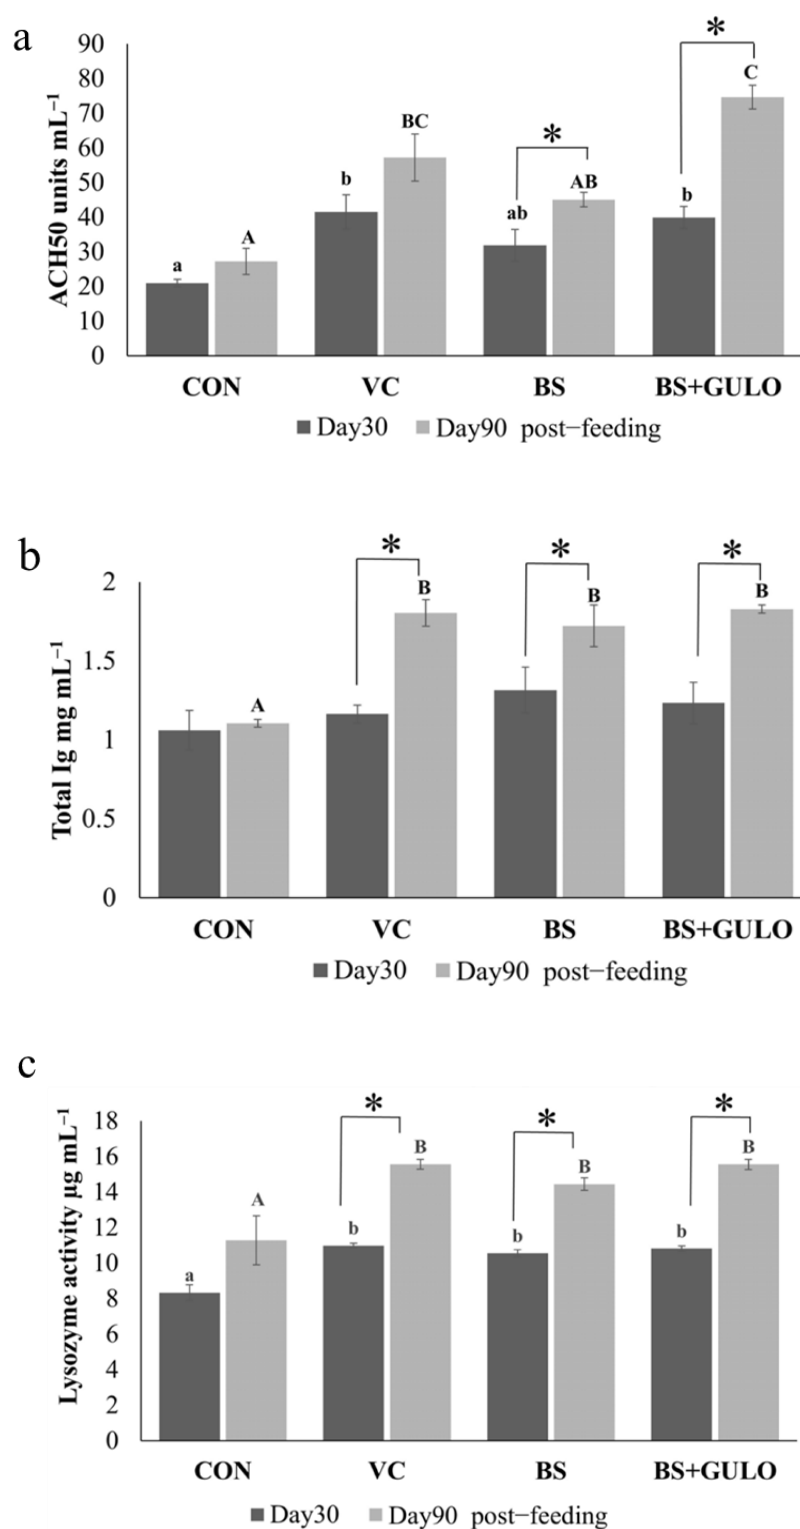 a
*
90
80
70
60
50
40
30
20
10
0
ACH50 units mL⁻¹
a
A
b
BC
*
ab
AB
b
C
CON VC BS BS+GULO
Day30 Day90 post−feeding
b
*
*
*
2
1.5
1
0.5
0
Total Ig mg mL⁻¹
A
B
B
B
CON VC BS BS+GULO
Day30 Day90 post−feeding
c
*
*
*
18
16
14
12
10
8
6
4
2
0
Lysozyme activity µg mL⁻¹
a
A
b
B
b
B
b
B
CON VC BS BS+GULO
Day30 Day90 post−feeding